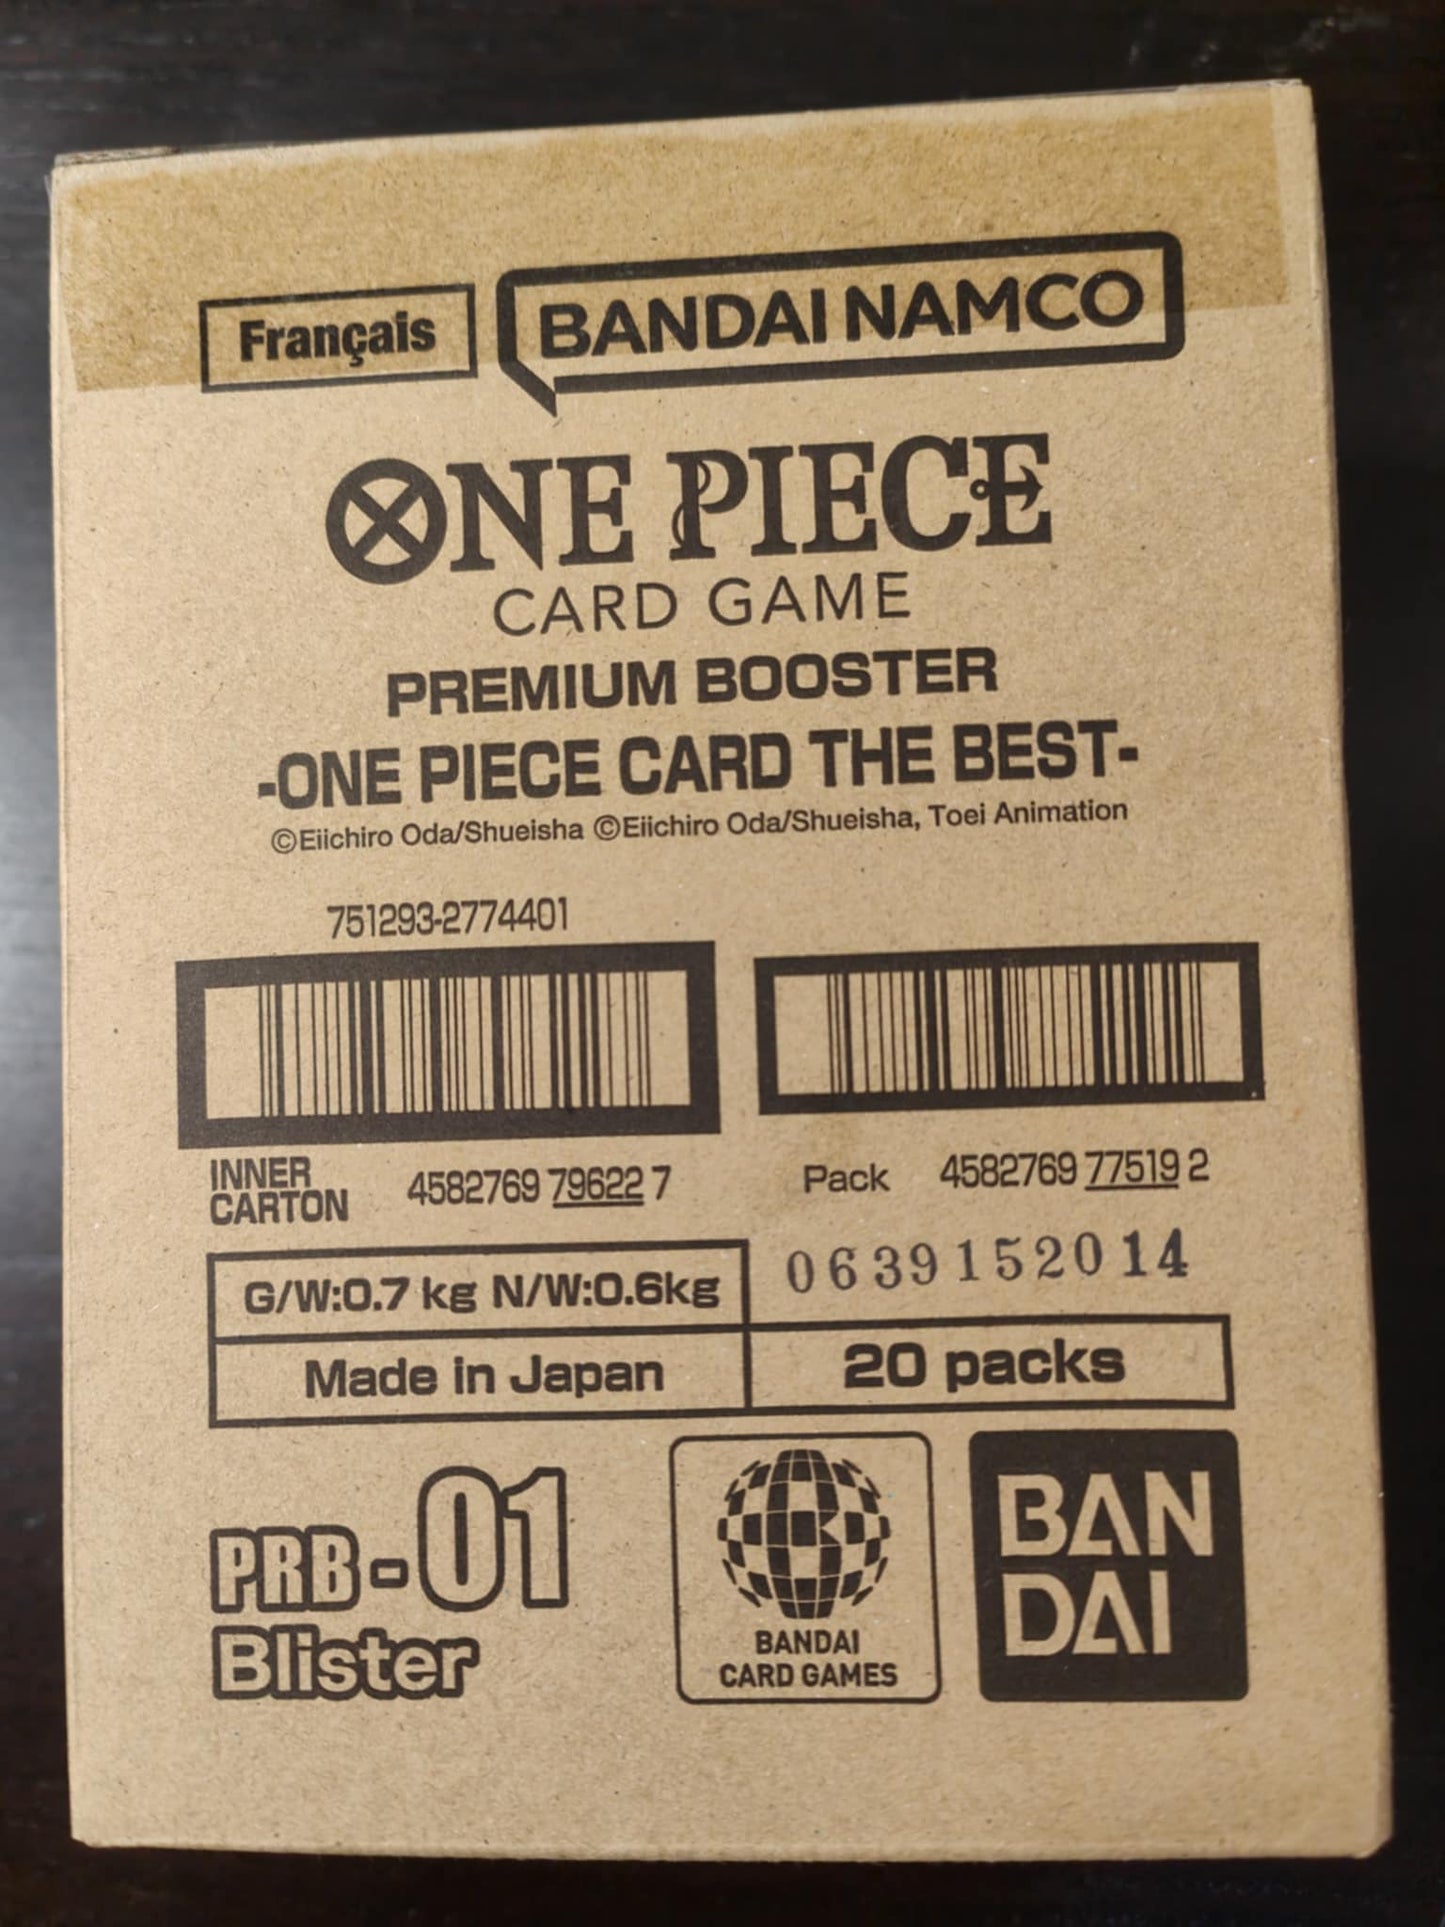 Français
BANDAI NAMCO
ONE PIECE
CARD GAME
PREMIUM BOOSTER
-ONE PIECE CARD THE BEST-
©Eiichiro Oda/Shueisha ©Eiichiro Oda/Shueisha, Toei Animation
751293-2774401
INNER
CARTON
4582769 79622 7
Pack 4582769 77519 2
G/W:0.7 kg N/W:0.6kg
063915201 4
Made in Japan
20 packs
PRB-01
Blister
BANDAI
CARD GAMES
BAN
DAI